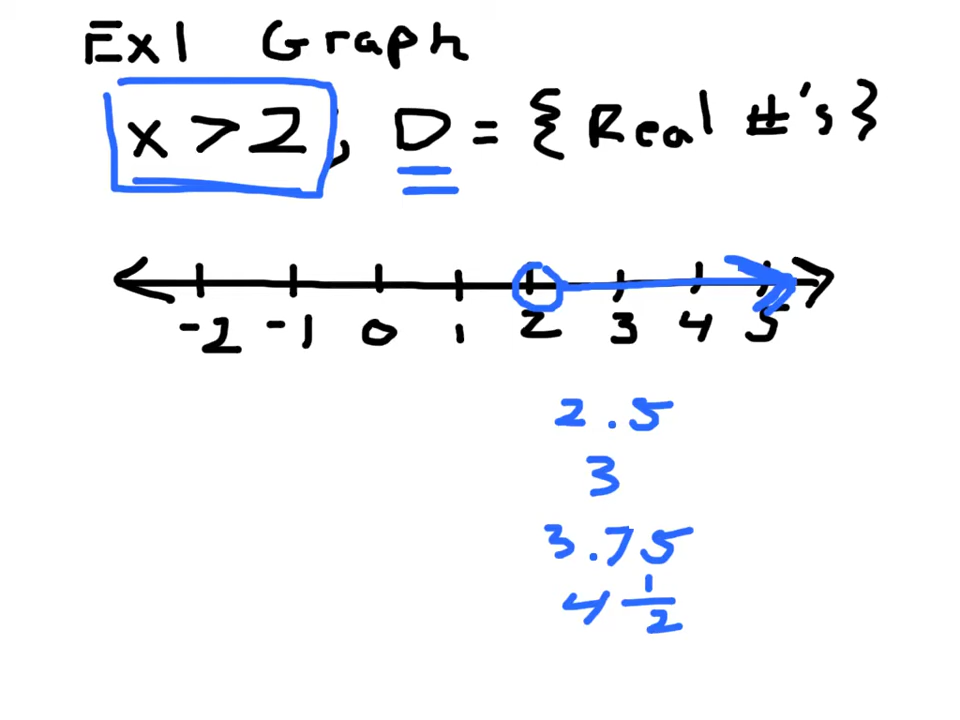 Ex1 Graph
x > 2, D = {Real #'s}
-2 -1 0 1 2 3 4 5
2.5
3
3.75
4 1/2